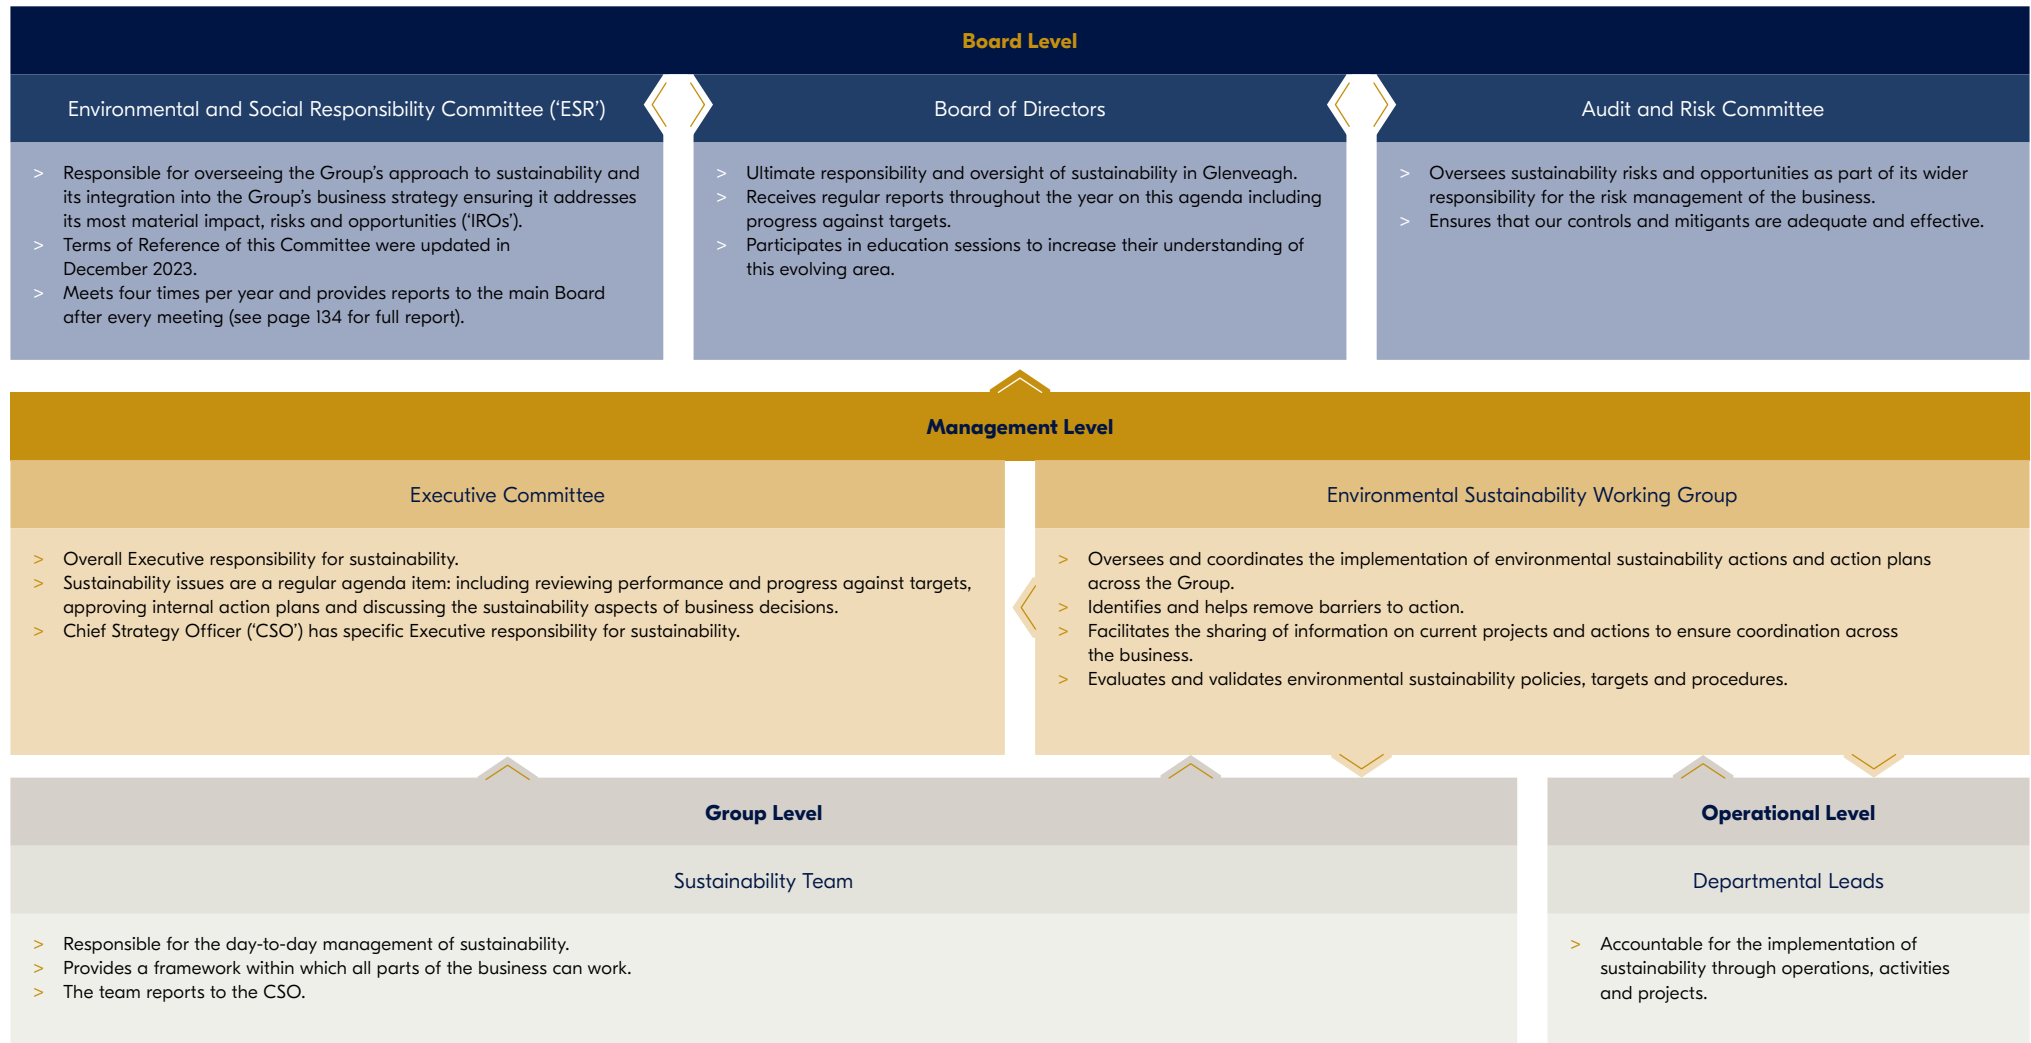 Board Level
Environmental and Social Responsibility Committee (‘ESR’)
> Responsible for overseeing the Group’s approach to sustainability and
its integration into the Group’s business strategy ensuring it addresses
its most material impact, risks and opportunities (‘IROs’).
> Terms of Reference of this Committee were updated in
December 2023.
> Meets four times per year and provides reports to the main Board
after every meeting (see page 134 for full report).
Board of Directors
> Ultimate responsibility and oversight of sustainability in Glenveagh.
> Receives regular reports throughout the year on this agenda including
progress against targets.
> Participates in education sessions to increase their understanding of
this evolving area.
Audit and Risk Committee
> Oversees sustainability risks and opportunities as part of its wider
responsibility for the risk management of the business.
> Ensures that our controls and mitigants are adequate and effective.
Management Level
Executive Committee
> Overall Executive responsibility for sustainability.
> Sustainability issues are a regular agenda item: including reviewing performance and progress against targets,
approving internal action plans and discussing the sustainability aspects of business decisions.
> Chief Strategy Officer (‘CSO’) has specific Executive responsibility for sustainability.
Environmental Sustainability Working Group
> Oversees and coordinates the implementation of environmental sustainability actions and action plans
across the Group.
> Identifies and helps remove barriers to action.
> Facilitates the sharing of information on current projects and actions to ensure coordination across
the business.
> Evaluates and validates environmental sustainability policies, targets and procedures.
Group Level
Sustainability Team
> Responsible for the day-to-day management of sustainability.
> Provides a framework within which all parts of the business can work.
> The team reports to the CSO.
Operational Level
Departmental Leads
> Accountable for the implementation of
sustainability through operations, activities
and projects.